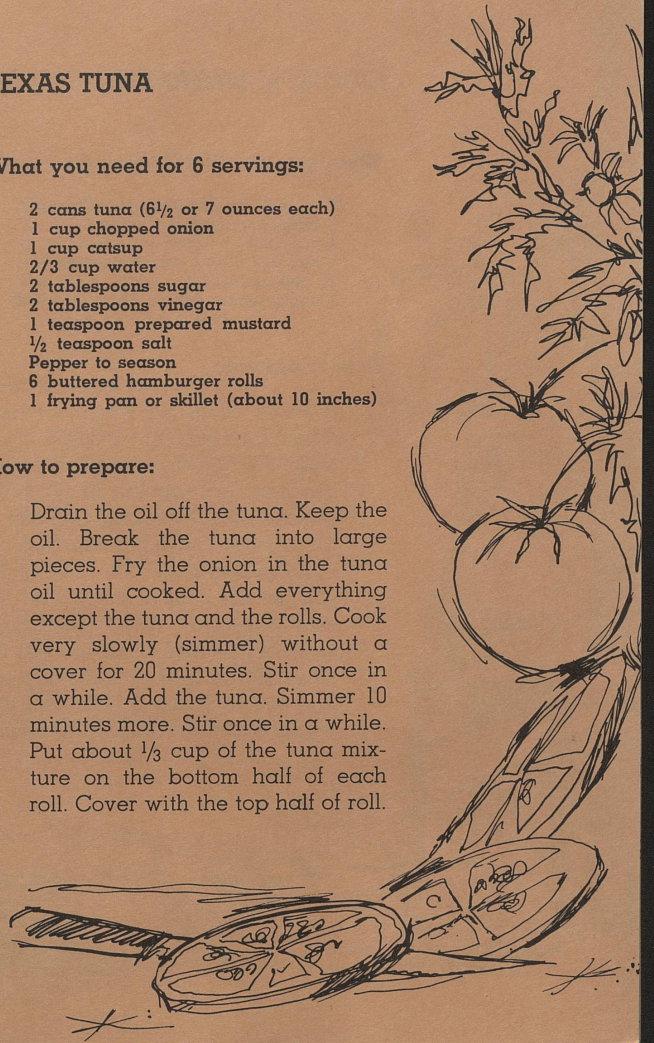 EXAS TUNA
What you need for 6 servings:
2 cans tuna (6½ or 7 ounces each)
1 cup chopped onion
1 cup catsup
2/3 cup water
2 tablespoons sugar
2 tablespoons vinegar
1 teaspoon prepared mustard
½ teaspoon salt
Pepper to season
6 buttered hamburger rolls
1 frying pan or skillet (about 10 inches)
ow to prepare:
Drain the oil off the tuna. Keep the
oil. Break the tuna into large
pieces. Fry the onion in the tuna
oil until cooked. Add everything
except the tuna and the rolls. Cook
very slowly (simmer) without a
cover for 20 minutes. Stir once in
a while. Add the tuna. Simmer 10
minutes more. Stir once in a while.
Put about ⅓ cup of the tuna mix-
ture on the bottom half of each
roll. Cover with the top half of roll.